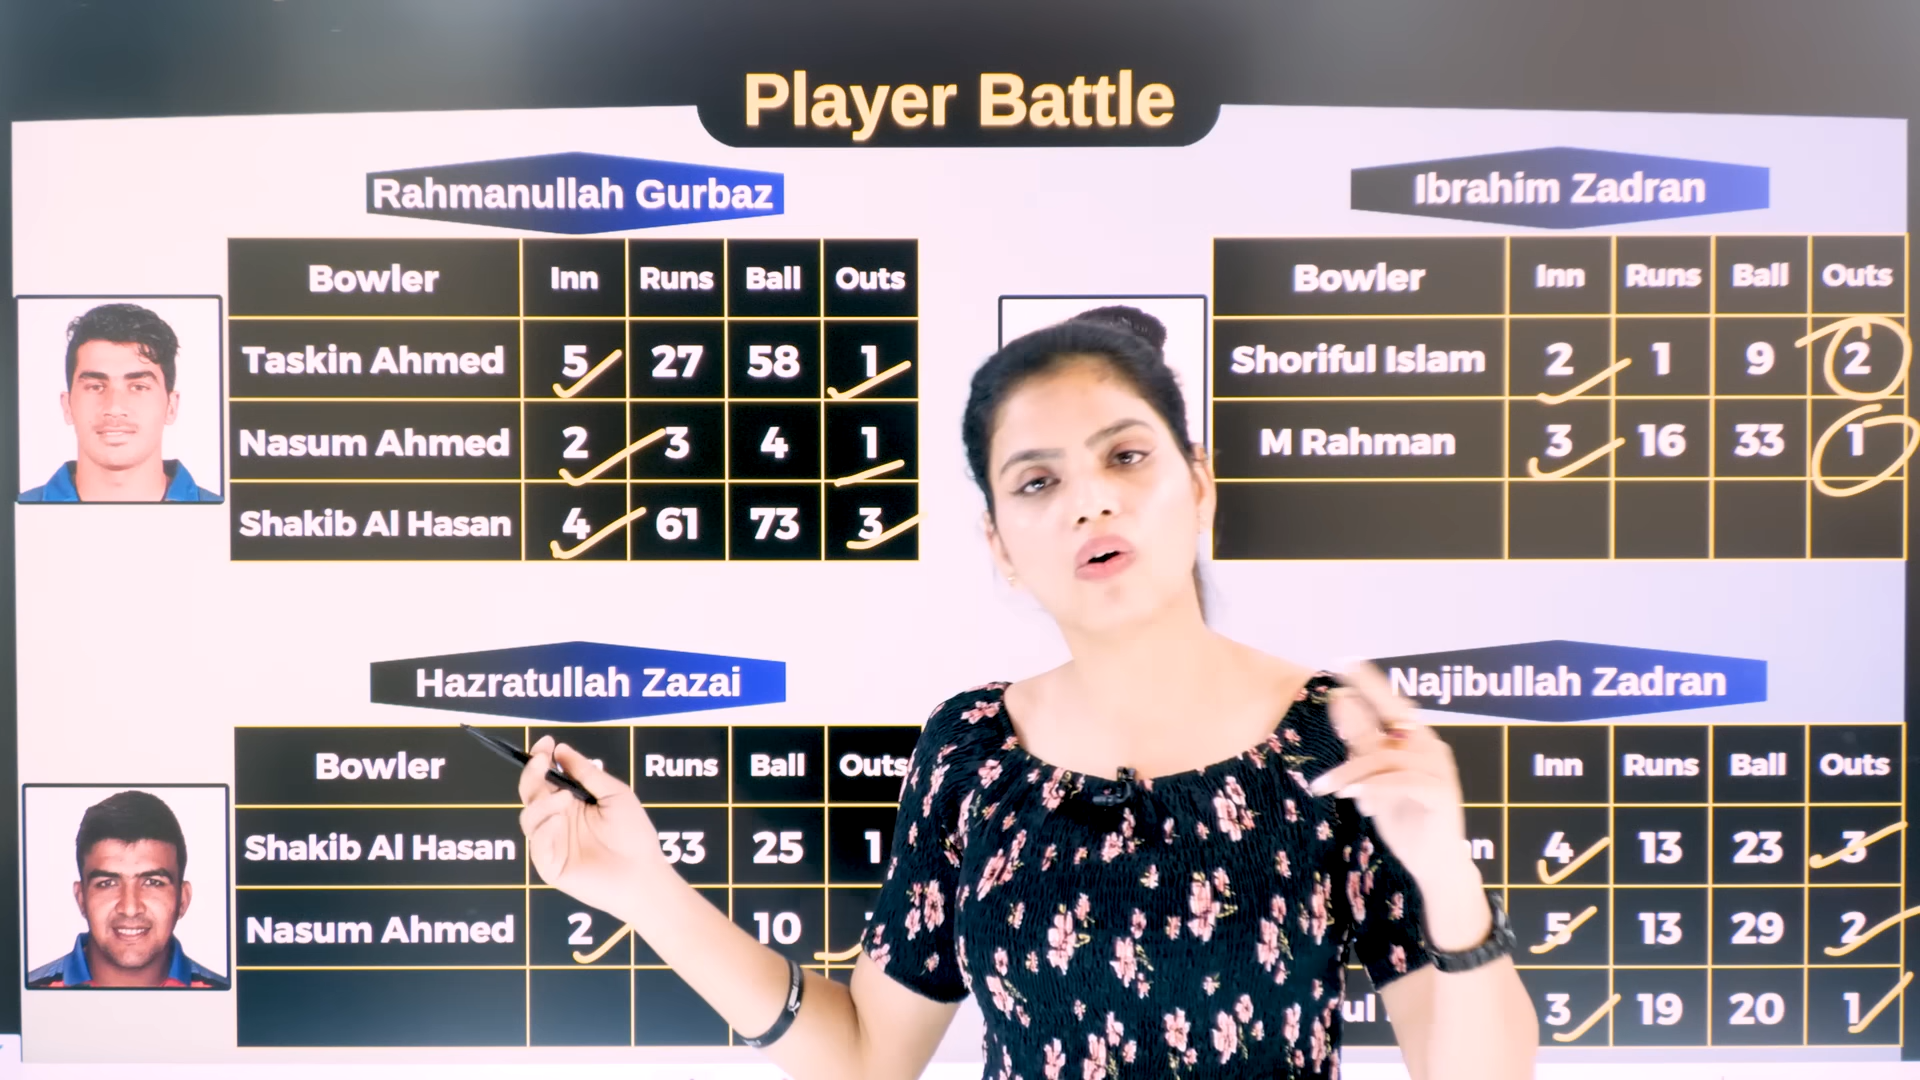 Player Battle
Rahmanullah Gurbaz
Bowler Inn Runs Ball Outs
Taskin Ahmed 5 27 58 1
Nasum Ahmed 2 3 4 1
Shakib Al Hasan 4 61 73 3
Ibrahim Zadran
Bowler Inn Runs Ball Outs
Shoriful Islam 2 1 9 2
M Rahman 3 16 33 1
Hazratullah Zazai
Bowler Runs Ball Outs
Shakib Al Hasan 33 25 1
Nasum Ahmed 2 10
Najibullah Zadran
Inn Runs Ball Outs
4 13 23 3
5 13 29 2
3 19 20 1